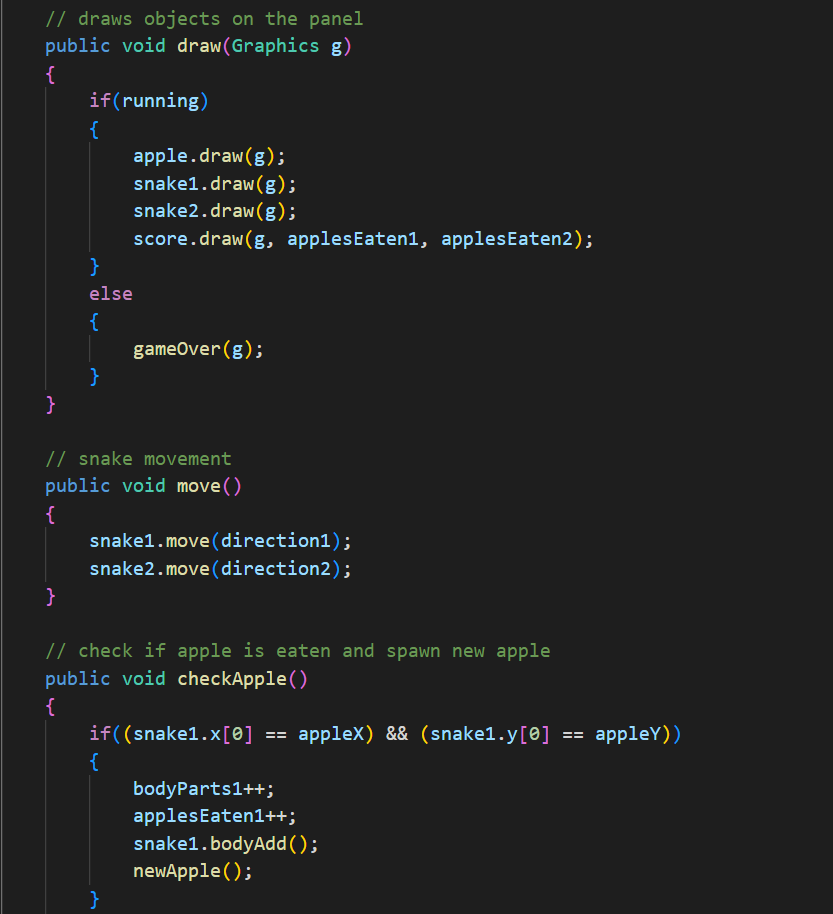 // draws objects on the panel
public void draw(Graphics g)
{
    if(running)
    {
        apple.draw(g);
        snake1.draw(g);
        snake2.draw(g);
        score.draw(g, applesEaten1, applesEaten2);
    }
    else
    {
        gameOver(g);
    }
}

// snake movement
public void move()
{
    snake1.move(direction1);
    snake2.move(direction2);
}

// check if apple is eaten and spawn new apple
public void checkApple()
{
    if((snake1.x[0] == appleX) && (snake1.y[0] == appleY))
    {
        bodyParts1++;
        applesEaten1++;
        snake1.bodyAdd();
        newApple();
    }